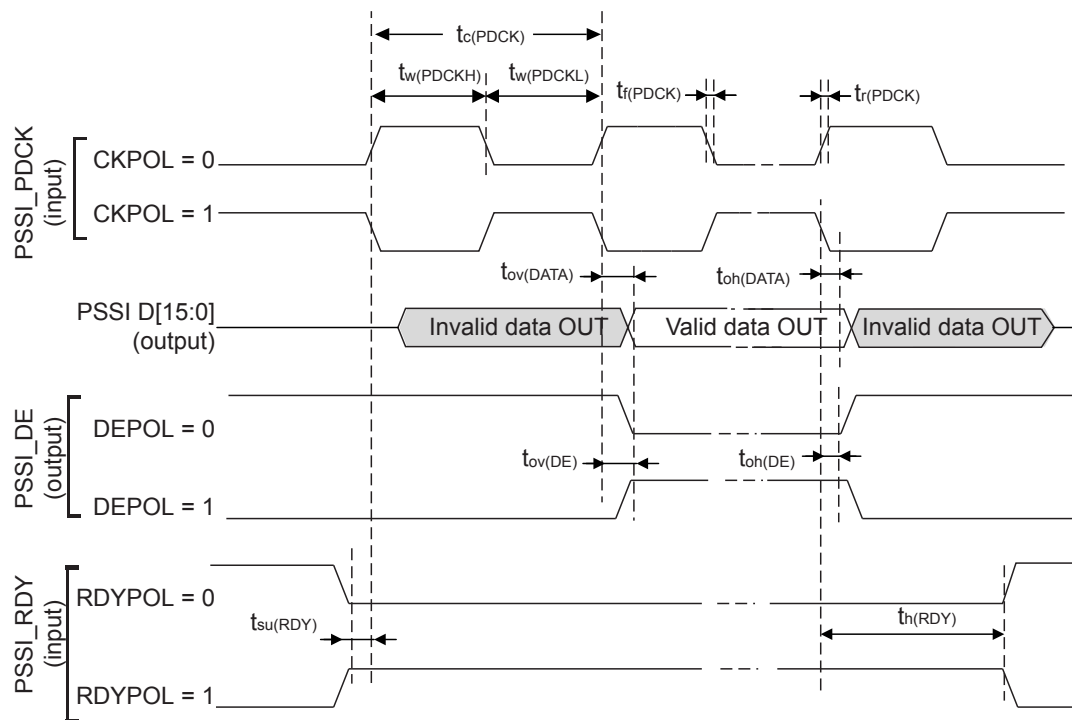 tc(PDCK)
tw(PDCKH)
tw(PDCKL)
tf(PDCK)
tr(PDCK)
PSSI_PDCK
(input)
CKPOL = 0
CKPOL = 1
tov(DATA)
toh(DATA)
PSSI D[15:0]
(output)
Invalid data OUT
Valid data OUT
Invalid data OUT
PSSI_DE
(output)
DEPOL = 0
tov(DE)
toh(DE)
DEPOL = 1
PSSI_RDY
(input)
RDYPOL = 0
tsu(RDY)
th(RDY)
RDYPOL = 1